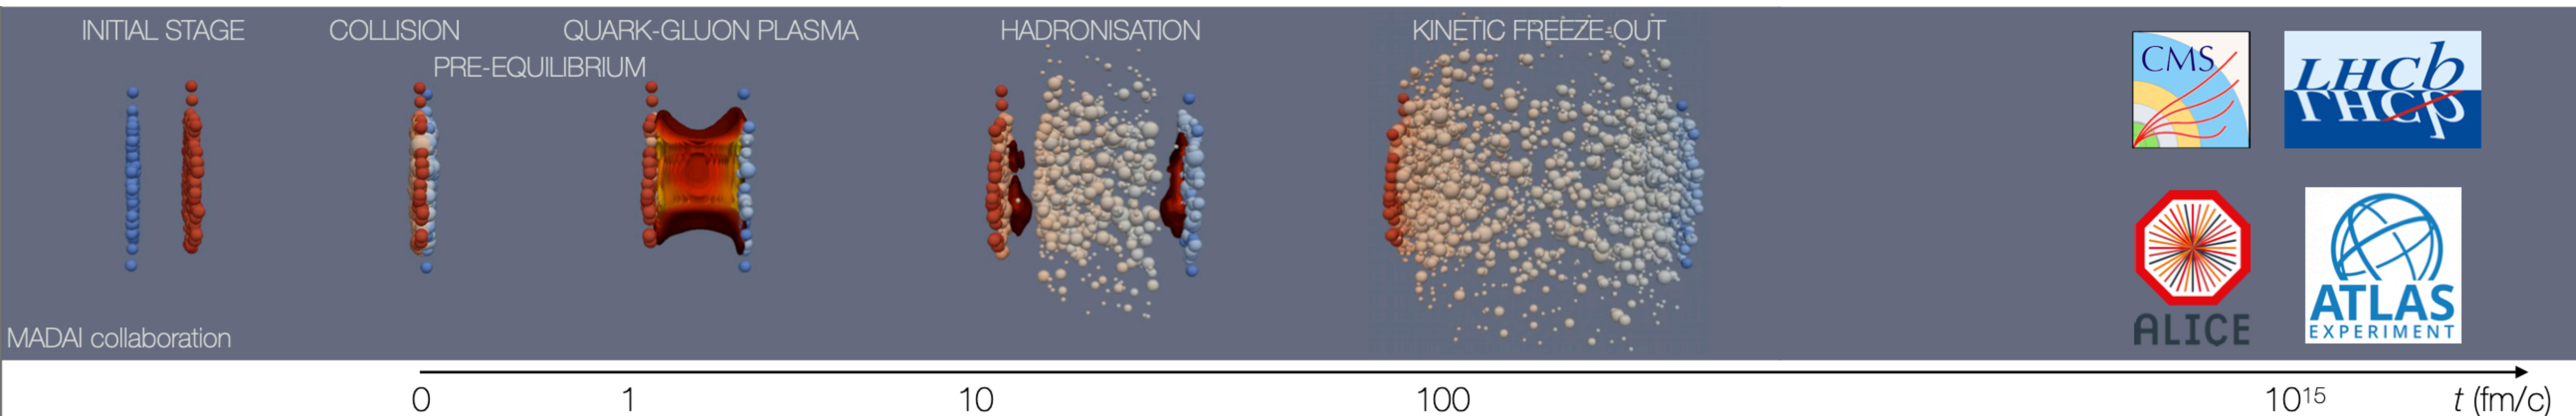 INITIAL STAGE
COLLISION
QUARK-GLUON PLASMA
HADRONISATION
KINETIC FREEZE-OUT
PRE-EQUILIBRIUM
CMS
LHCb
LHCb
ALICE
ATLAS
EXPERIMENT
MADAI collaboration
0 1 10 100 10¹⁵ t (fm/c)